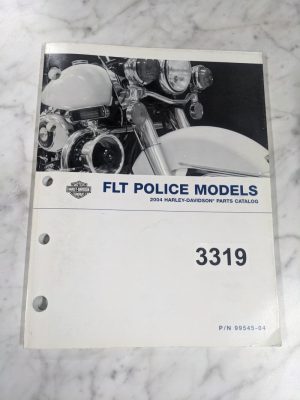 FLT POLICE MODELS
2004 HARLEY-DAVIDSON® PARTS CATALOG
3319
P/N 99545-04